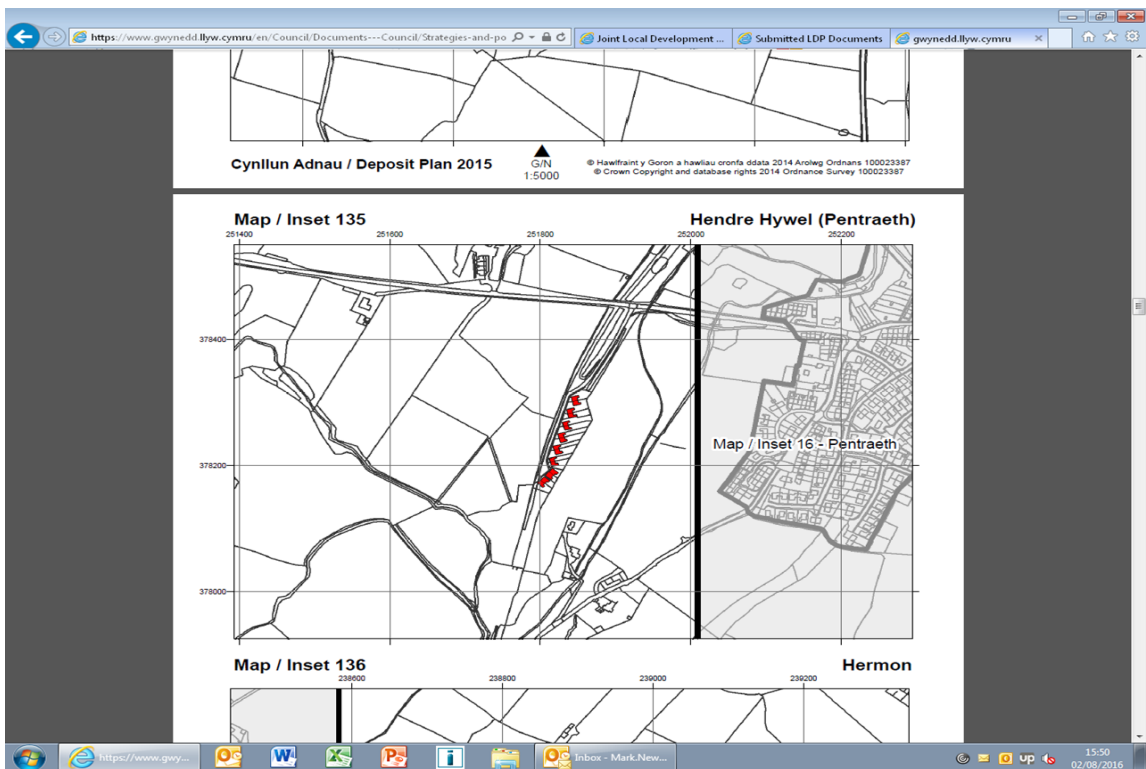 https://www.gwynedd.llyw.cymru/en/Council/Documents---Council/Strategies-and-po
Joint Local Development ...
Submitted LDP Documents
gwynedd.llyw.cymru
Cynllun Adnau / Deposit Plan 2015
G/N
1:5000
© Hawlfraint y Goron a hawliau cronfa ddata 2014 Arolwg Ordnans 100023387
© Crown Copyright and database rights 2014 Ordnance Survey 100023387
Map / Inset 135
Hendre Hywel (Pentraeth)
251400 251600 251800 252000 252200
378400
Map / Inset 16 - Pentraeth
378200
378000
Map / Inset 136
Hermon
238600 238800 239000 239200
https://www.gwy...
Inbox - Mark.New...
UP
15:50
02/08/2016